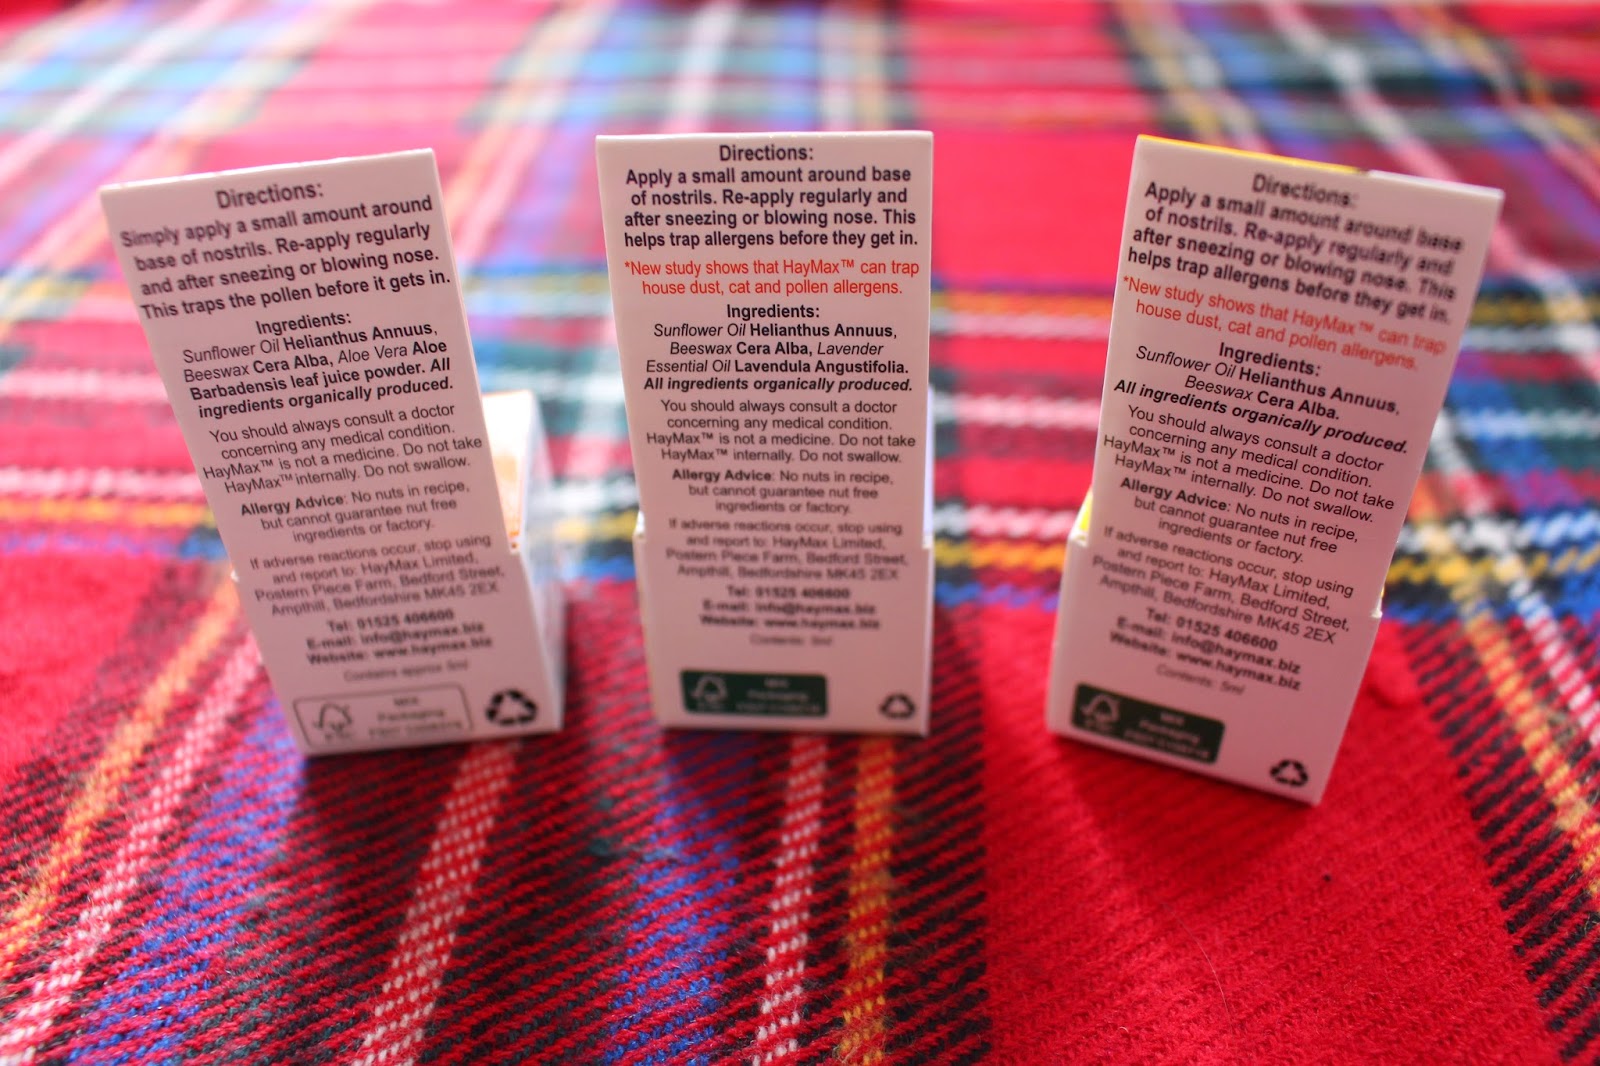 Directions:
Simply apply a small amount around
base of nostrils. Re-apply regularly
and after sneezing or blowing nose.
This traps the pollen before it gets in.
Ingredients:
Sunflower Oil Helianthus Annuus,
Beeswax Cera Alba, Aloe Vera Aloe
Barbadensis leaf juice powder. All
ingredients organically produced.
You should always consult a doctor
concerning any medical condition.
HayMax™ is not a medicine. Do not take
HayMax™ internally. Do not swallow.
Allergy Advice: No nuts in recipe,
but cannot guarantee nut free
ingredients or factory.
If adverse reactions occur, stop using
and report to: HayMax Limited,
Postern Piece Farm, Bedford Street,
Ampthill, Bedfordshire MK45 2EX
Tel: 01525 406600
E-mail: info@haymax.biz
Website: www.haymax.biz
Contains approx 5ml
FSC
MIX
Packaging
Directions:
Apply a small amount around base
of nostrils. Re-apply regularly and
after sneezing or blowing nose. This
helps trap allergens before they get in.
*New study shows that HayMax™ can trap
house dust, cat and pollen allergens.
Ingredients:
Sunflower Oil Helianthus Annuus,
Beeswax Cera Alba, Lavender
Essential Oil Lavendula Angustifolia.
All ingredients organically produced.
You should always consult a doctor
concerning any medical condition.
HayMax™ is not a medicine. Do not take
HayMax™ internally. Do not swallow.
Allergy Advice: No nuts in recipe,
but cannot guarantee nut free
ingredients or factory.
If adverse reactions occur, stop using
and report to: HayMax Limited,
Postern Piece Farm, Bedford Street,
Ampthill, Bedfordshire MK45 2EX
Tel: 01525 406600
E-mail: info@haymax.biz
Website: www.haymax.biz
Contents: 5ml
FSC
MIX
Packaging
Directions:
Apply a small amount around base
of nostrils. Re-apply regularly and
after sneezing or blowing nose. This
helps trap allergens before they get in.
*New study shows that HayMax™ can trap
house dust, cat and pollen allergens.
Ingredients:
Sunflower Oil Helianthus Annuus,
Beeswax Cera Alba.
All ingredients organically produced.
You should always consult a doctor
concerning any medical condition.
HayMax™ is not a medicine. Do not take
HayMax™ internally. Do not swallow.
Allergy Advice: No nuts in recipe,
but cannot guarantee nut free
ingredients or factory.
If adverse reactions occur, stop using
and report to: HayMax Limited,
Postern Piece Farm, Bedford Street,
Ampthill, Bedfordshire MK45 2EX
Tel: 01525 406600
E-mail: info@haymax.biz
Website: www.haymax.biz
Contents: 5ml
FSC
MIX
Packaging